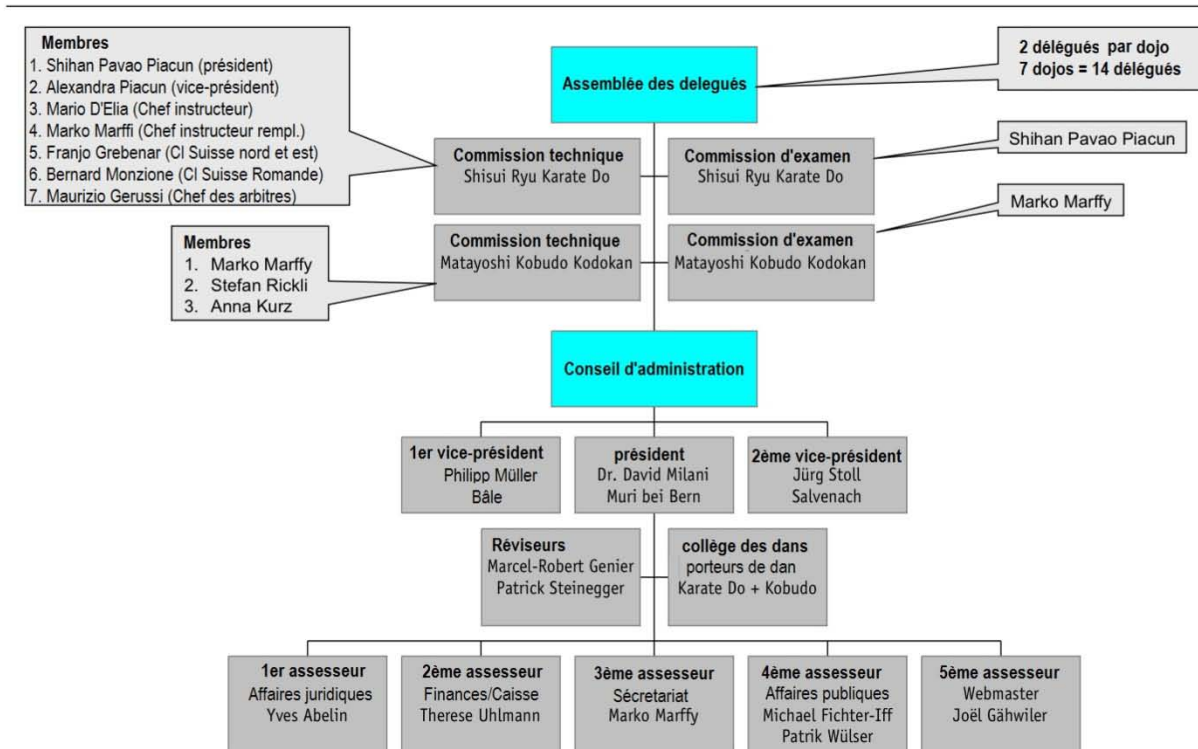 Membres
1. Shihan Pavao Piacun (président)
2. Alexandra Piacun (vice-président)
3. Mario D'Elia (Chef instructeur)
4. Marko Marffi (Chef instructeur rempl.)
5. Franjo Grebenar (CI Suisse nord et est)
6. Bernard Monzione (CI Suisse Romande)
7. Maurizio Gerussi (Chef des arbitres)
Assemblée des delegués
2 délégués par dojo
7 dojos = 14 délégués
Commission technique
Shisui Ryu Karate Do
Commission d'examen
Shisui Ryu Karate Do
Shihan Pavao Piacun
Membres
1. Marko Marffy
2. Stefan Rickli
3. Anna Kurz
Commission technique
Matayoshi Kobudo Kodokan
Commission d'examen
Matayoshi Kobudo Kodokan
Marko Marffy
Conseil d'administration
1er vice-président
Philipp Müller
Bâle
président
Dr. David Milani
Muri bei Bern
2ème vice-président
Jürg Stoll
Salvenach
Réviseurs
Marcel-Robert Genier
Patrick Steinegger
collège des dans
porteurs de dan
Karate Do + Kobudo
1er assesseur
Affaires juridiques
Yves Abelin
2ème assesseur
Finances/Caisse
Therese Uhlmann
3ème assesseur
Sécretariat
Marko Marffy
4ème assesseur
Affaires publiques
Michael Fichter-Iff
Patrik Wülser
5ème assesseur
Webmaster
Joël Gähwiler